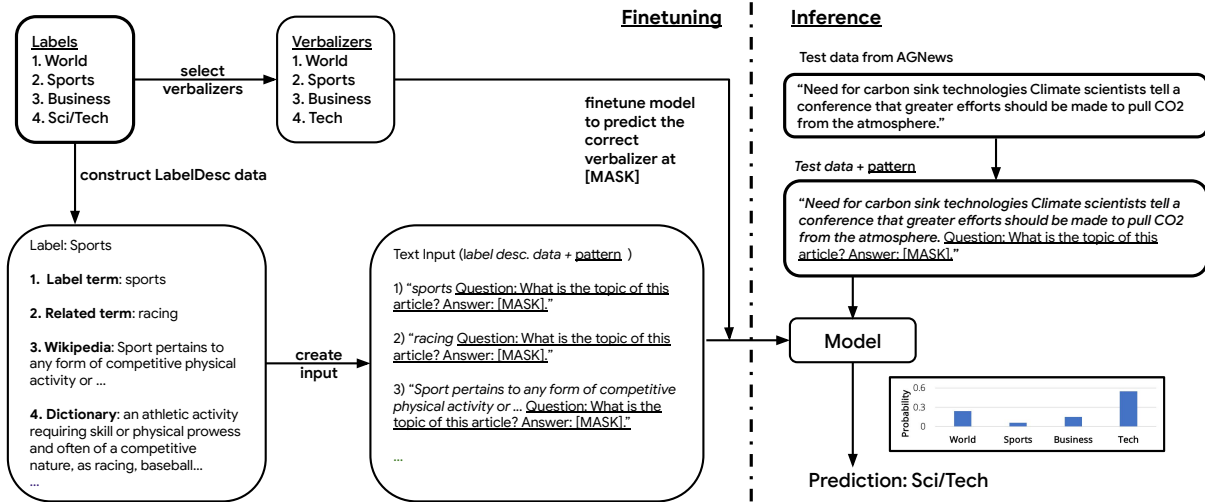 Finetuning
Labels
1. World
2. Sports
3. Business
4. Sci/Tech
select
verbalizers
Verbalizers
1. World
2. Sports
3. Business
4. Tech
finetune model
to predict the
correct
verbalizer at
[MASK]
construct LabelDesc data
Label: Sports
1. Label term: sports
2. Related term: racing
3. Wikipedia: Sport pertains to
any form of competitive physical
activity or ...
4. Dictionary: an athletic activity
requiring skill or physical prowess
and often of a competitive
nature, as racing, baseball...
...
create
input
Text Input (label desc. data + pattern )
1) “sports Question: What is the topic of this
article? Answer: [MASK].”
2) “racing Question: What is the topic of this
article? Answer: [MASK].”
3) “Sport pertains to any form of competitive
physical activity or ... Question: What is the
topic of this article? Answer: [MASK].”
...
Inference
Test data from AGNews
“Need for carbon sink technologies Climate scientists tell a
conference that greater efforts should be made to pull CO2
from the atmosphere.”
Test data + pattern
“Need for carbon sink technologies Climate scientists tell a
conference that greater efforts should be made to pull CO2
from the atmosphere. Question: What is the topic of this
article? Answer: [MASK].”
Model
Probability
0.6
0.3
0
World Sports Business Tech
Prediction: Sci/Tech